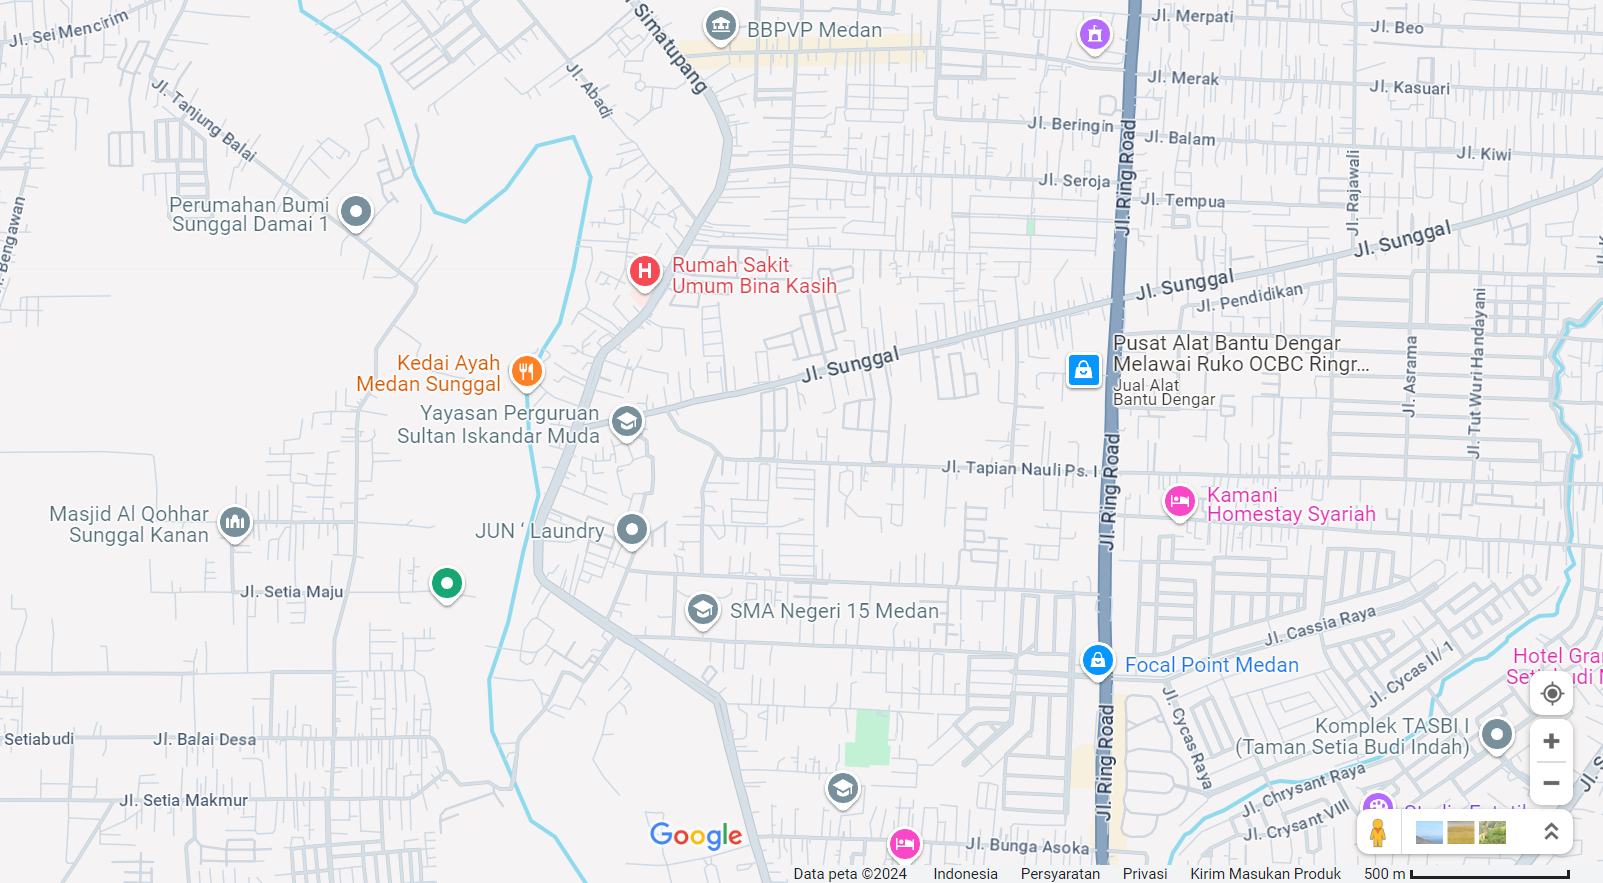 Jl. Sei Mencirim
Simatupang
BBPVP Medan
Jl. Merpati
Jl. Beo
Jl. Abadi
Jl. Merak
Jl. Kasuari
Jl. Tanjung Balai
Jl. Beringin
Jl. Ring Road
Jl. Balam
Jl. Kiwi
Jl. Rajawali
Jl. Seroja
Jl. Tempua
Perumahan Bumi
Sunggal Damai 1
Bengawan
Jl. Sunggal
Rumah Sakit
Umum Bina Kasih
Jl. Sunggal
Jl. Pendidikan
Jl. Tut Wuri Handayani
Jl. Asrama
Pusat Alat Bantu Dengar
Melawai Ruko OCBC Ringr...
Jual Alat
Bantu Dengar
Jl. Sunggal
Kedai Ayah
Medan Sunggal
Yayasan Perguruan
Sultan Iskandar Muda
Jl. Tapian Nauli Ps. I
Jl. Ring Road
Kamani
Homestay Syariah
Masjid Al Qohhar
Sunggal Kanan
JUN ‘ Laundry
Jl. Setia Maju
SMA Negeri 15 Medan
Jl. Cassia Raya
Focal Point Medan
Jl. Cycas II/ 1
Hotel Gra
Jl. Cycas Raya
Jl. Ring Road
Komplek TASBI I
(Taman Setia Budi Indah)
Setiabudi
Jl. Balai Desa
Jl. Setia Makmur
Jl. Chrysant Raya
Jl. Crysant VIII
Jl. Bunga Asoka
Google
Data peta ©2024
Indonesia
Persyaratan
Privasi
Kirim Masukan Produk
500 m